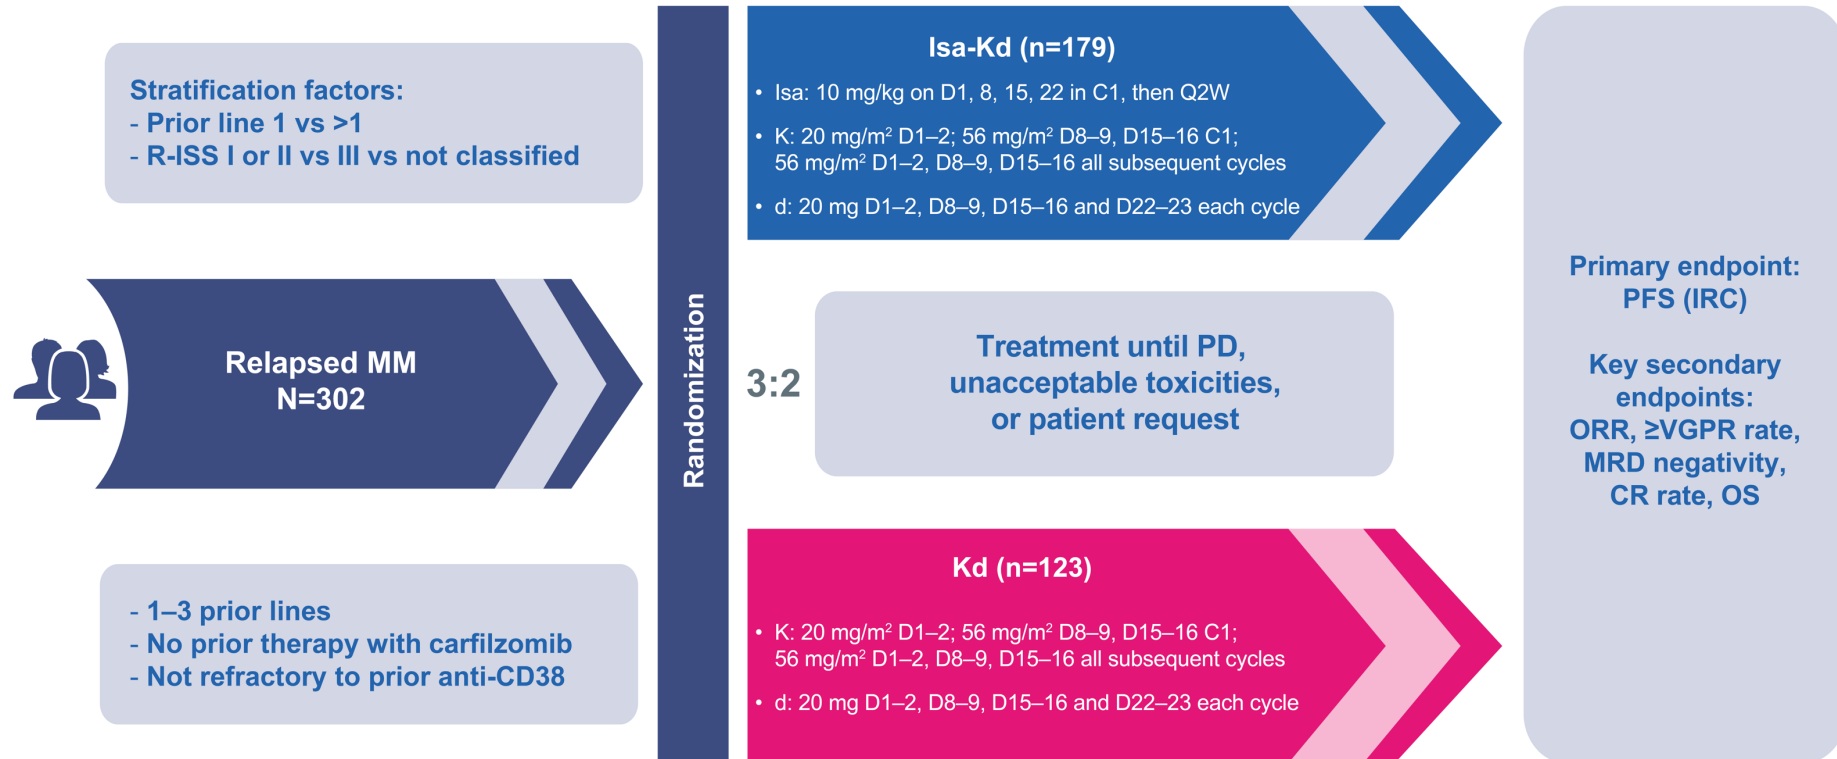 Stratification factors:
- Prior line 1 vs >1
- R-ISS I or II vs III vs not classified
Relapsed MM
N=302
- 1–3 prior lines
- No prior therapy with carfilzomib
- Not refractory to prior anti-CD38
Randomization
Isa-Kd (n=179)
• Isa: 10 mg/kg on D1, 8, 15, 22 in C1, then Q2W
• K: 20 mg/m² D1–2; 56 mg/m² D8–9, D15–16 C1;
56 mg/m² D1–2, D8–9, D15–16 all subsequent cycles
• d: 20 mg D1–2, D8–9, D15–16 and D22–23 each cycle
3:2
Treatment until PD,
unacceptable toxicities,
or patient request
Kd (n=123)
• K: 20 mg/m² D1–2; 56 mg/m² D8–9, D15–16 C1;
56 mg/m² D1–2, D8–9, D15–16 all subsequent cycles
• d: 20 mg D1–2, D8–9, D15–16 and D22–23 each cycle
Primary endpoint:
PFS (IRC)
Key secondary
endpoints:
ORR, ≥VGPR rate,
MRD negativity,
CR rate, OS